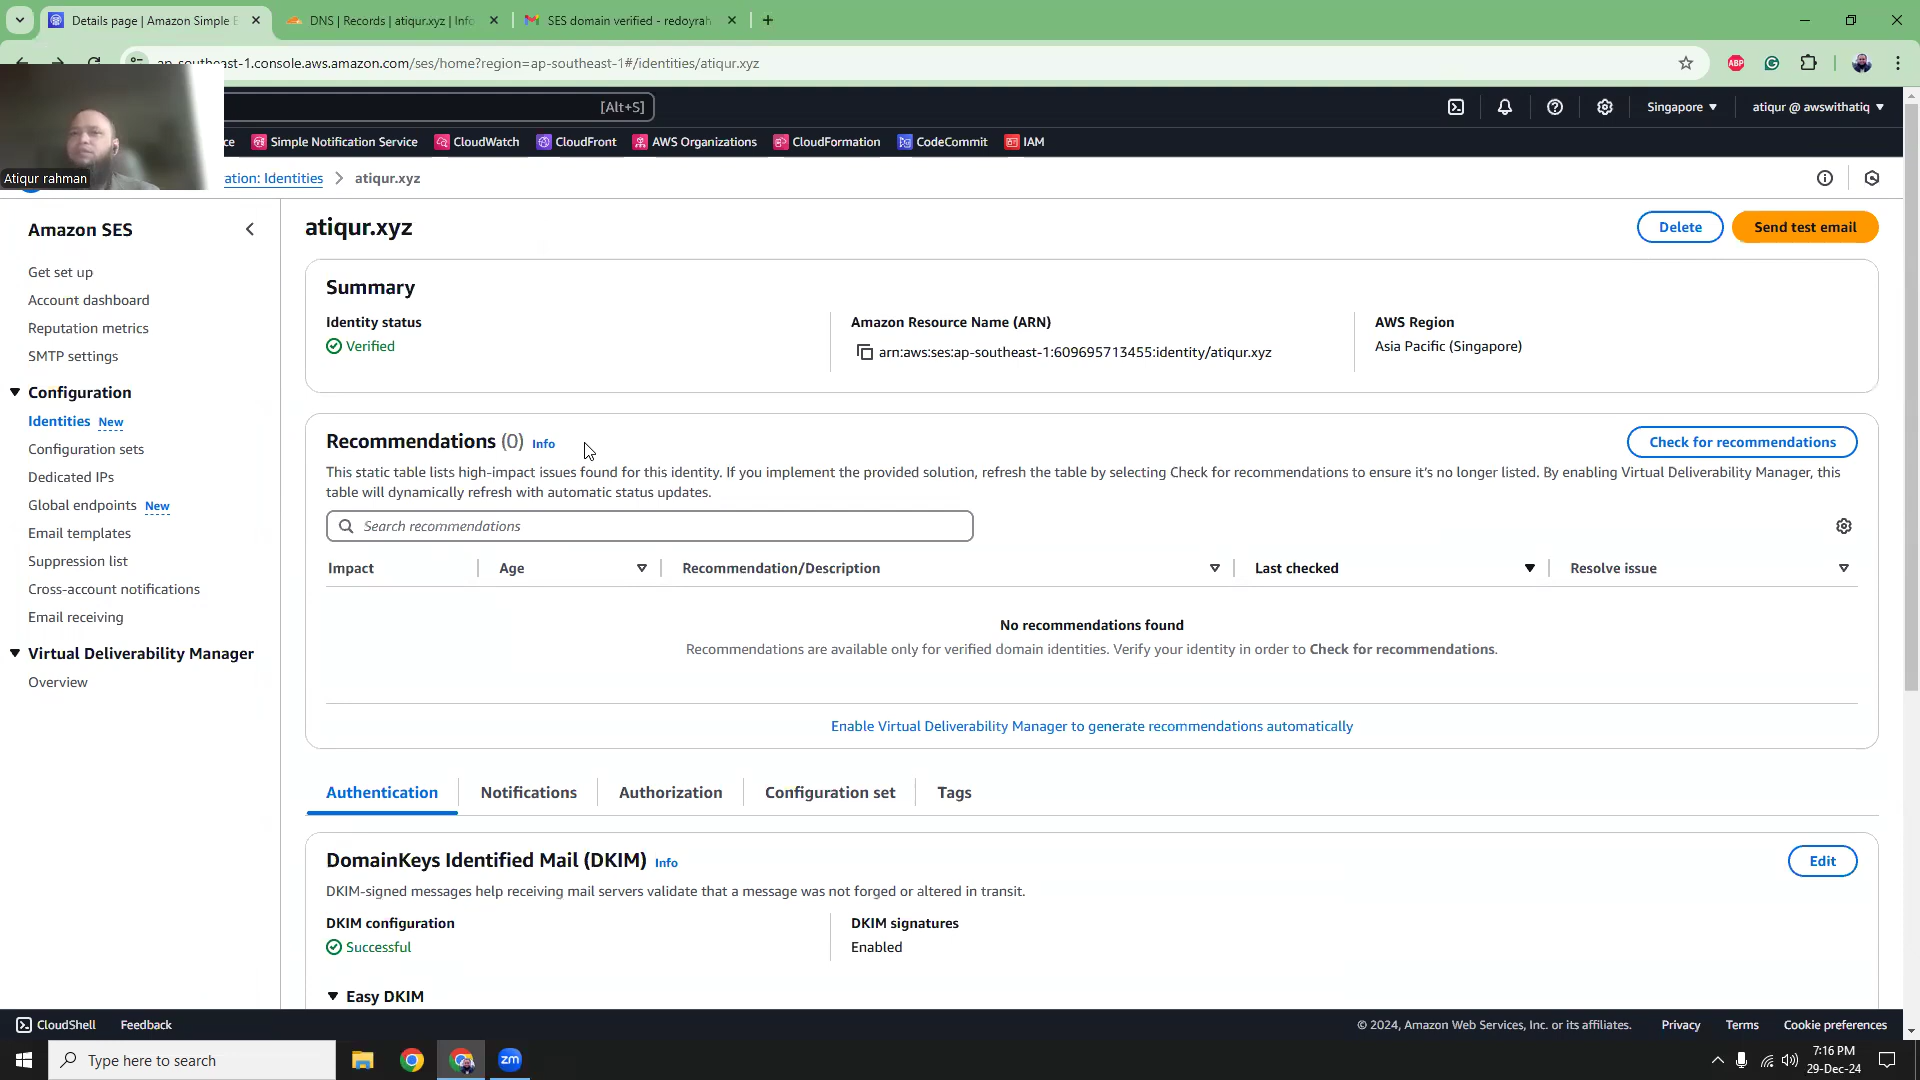 Details page | Amazon Simple E
DNS | Records | atiqur.xyz | Info
SES domain verified - redoyrah
ap-southeast-1.console.aws.amazon.com/ses/home?region=ap-southeast-1#/identities/atiqur.xyz
ABP
[Alt+S]
Singapore
atiqur @ awswithatiq
ce
Simple Notification Service
CloudWatch
CloudFront
AWS Organizations
CloudFormation
CodeCommit
IAM
Atiqur rahman
ation: Identities
atiqur.xyz
Amazon SES
Get set up
Account dashboard
Reputation metrics
SMTP settings
Configuration
Identities New
Configuration sets
Dedicated IPs
Global endpoints New
Email templates
Suppression list
Cross-account notifications
Email receiving
Virtual Deliverability Manager
Overview
atiqur.xyz
Delete
Send test email
Summary
Identity status
Verified
Amazon Resource Name (ARN)
arn:aws:ses:ap-southeast-1:609695713455:identity/atiqur.xyz
AWS Region
Asia Pacific (Singapore)
Recommendations (0) Info
Check for recommendations
This static table lists high-impact issues found for this identity. If you implement the provided solution, refresh the table by selecting Check for recommendations to ensure it's no longer listed. By enabling Virtual Deliverability Manager, this
table will dynamically refresh with automatic status updates.
Search recommendations
Impact
Age
Recommendation/Description
Last checked
Resolve issue
No recommendations found
Recommendations are available only for verified domain identities. Verify your identity in order to Check for recommendations.
Enable Virtual Deliverability Manager to generate recommendations automatically
Authentication
Notifications
Authorization
Configuration set
Tags
DomainKeys Identified Mail (DKIM) Info
Edit
DKIM-signed messages help receiving mail servers validate that a message was not forged or altered in transit.
DKIM configuration
Successful
DKIM signatures
Enabled
Easy DKIM
CloudShell
Feedback
© 2024, Amazon Web Services, Inc. or its affiliates.
Privacy
Terms
Cookie preferences
Type here to search
zm
7:16 PM
29-Dec-24